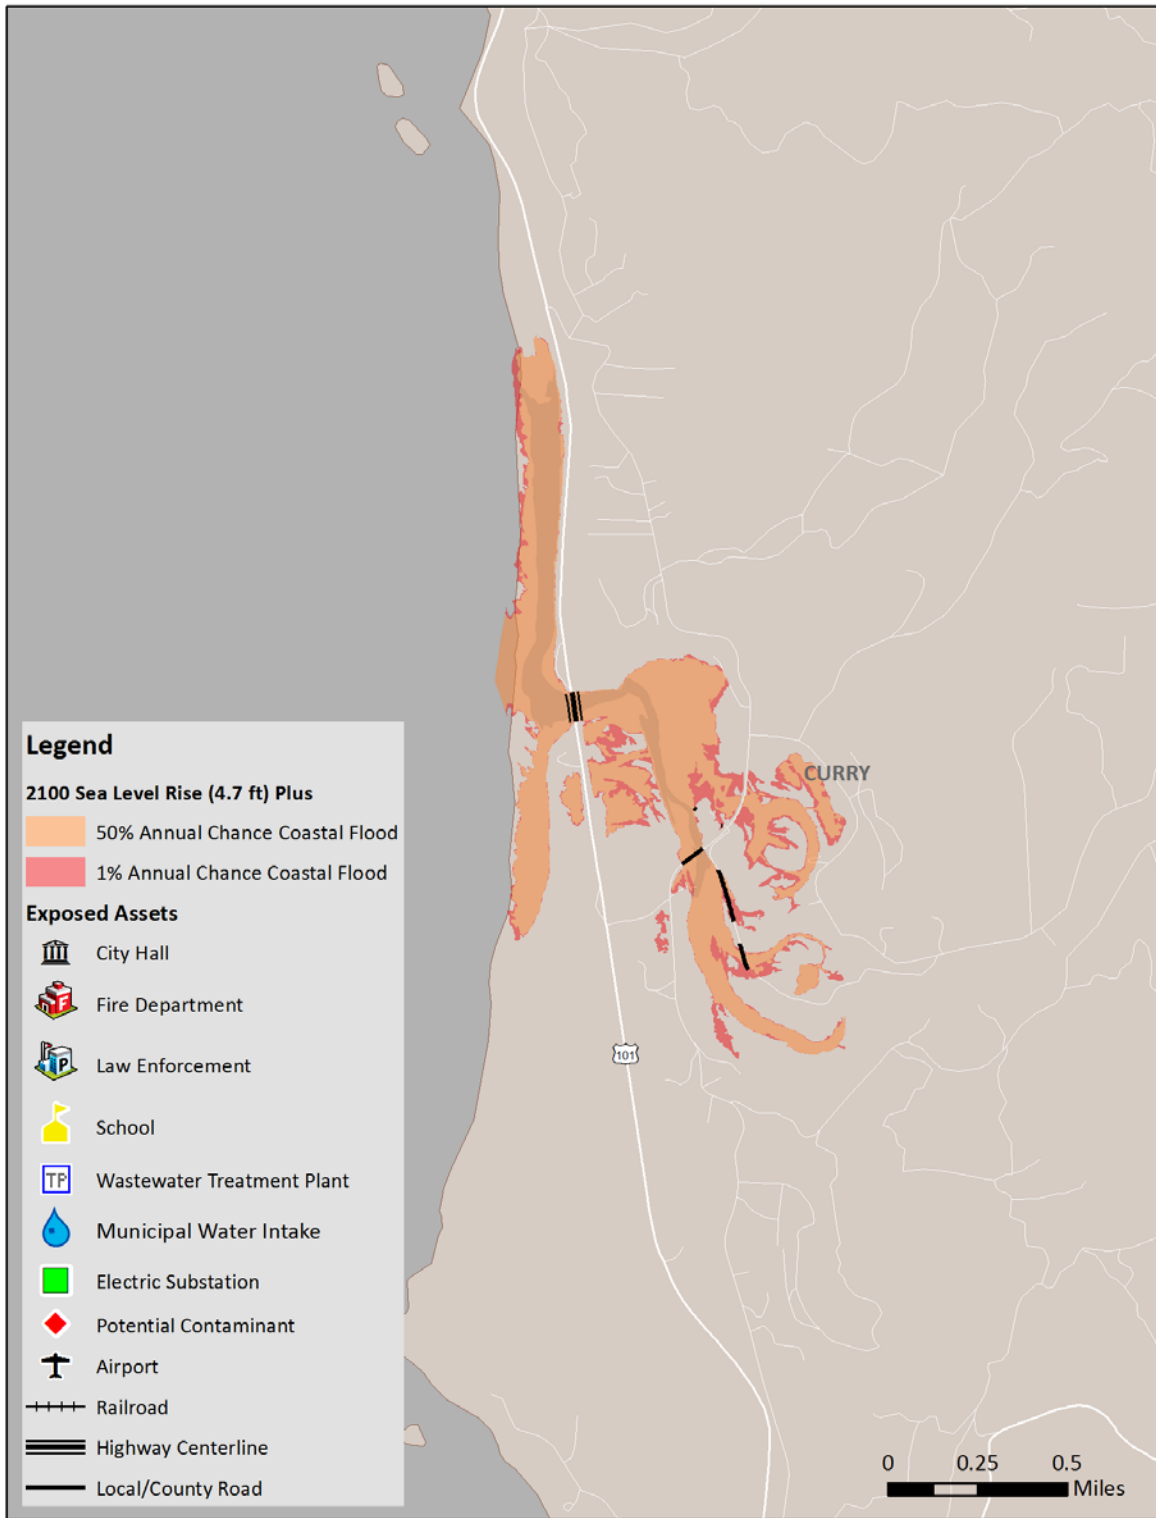 CURRY
101
Legend
2100 Sea Level Rise (4.7 ft) Plus
50% Annual Chance Coastal Flood
1% Annual Chance Coastal Flood
Exposed Assets
City Hall
F
Fire Department
P
Law Enforcement
School
TP
Wastewater Treatment Plant
Municipal Water Intake
Electric Substation
Potential Contaminant
Airport
Railroad
Highway Centerline
Local/County Road
0 0.25 0.5
Miles